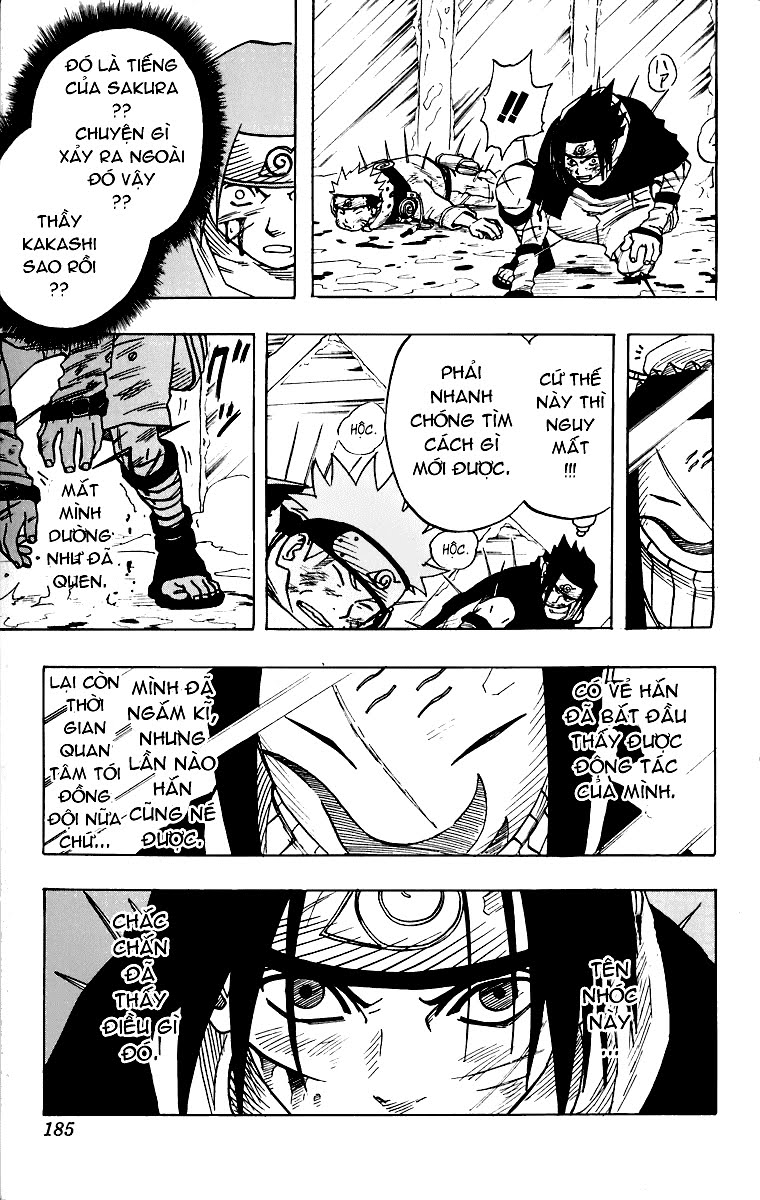 !!
ハァ
ĐÓ LÀ TIẾNG
CỦA SAKURA
??
CHUYỆN GÌ
XẢY RA NGOÀI
ĐÓ VẬY
??
THẦY
KAKASHI
SAO RỒI
??
CỨ THẾ
NÀY THÌ
NGUY
MẤT
!!!
PHẢI
NHANH
CHÓNG TÌM
CÁCH GÌ
MỚI ĐƯỢC.
HỘC.
HỘC.
MẮT
MÌNH
DƯỜNG
NHƯ ĐÃ
QUEN.
CÓ VẺ HẮN
ĐÃ BẮT ĐẦU
THẤY ĐƯỢC
ĐỘNG TÁC
CỦA MÌNH.
MÌNH ĐÃ
NGẮM KĨ,
NHƯNG
LẦN NÀO
HẮN
CŨNG NÉ
ĐƯỢC.
LẠI CÒN
THỜI
GIAN
QUAN
TÂM TỚI
ĐỒNG
ĐỘI NỮA
CHỨ...
TÊN
NHÓC
NÀY
...
CHẮC
CHẮN
ĐÃ
THẤY
ĐIỀU GÌ
ĐÓ.
185